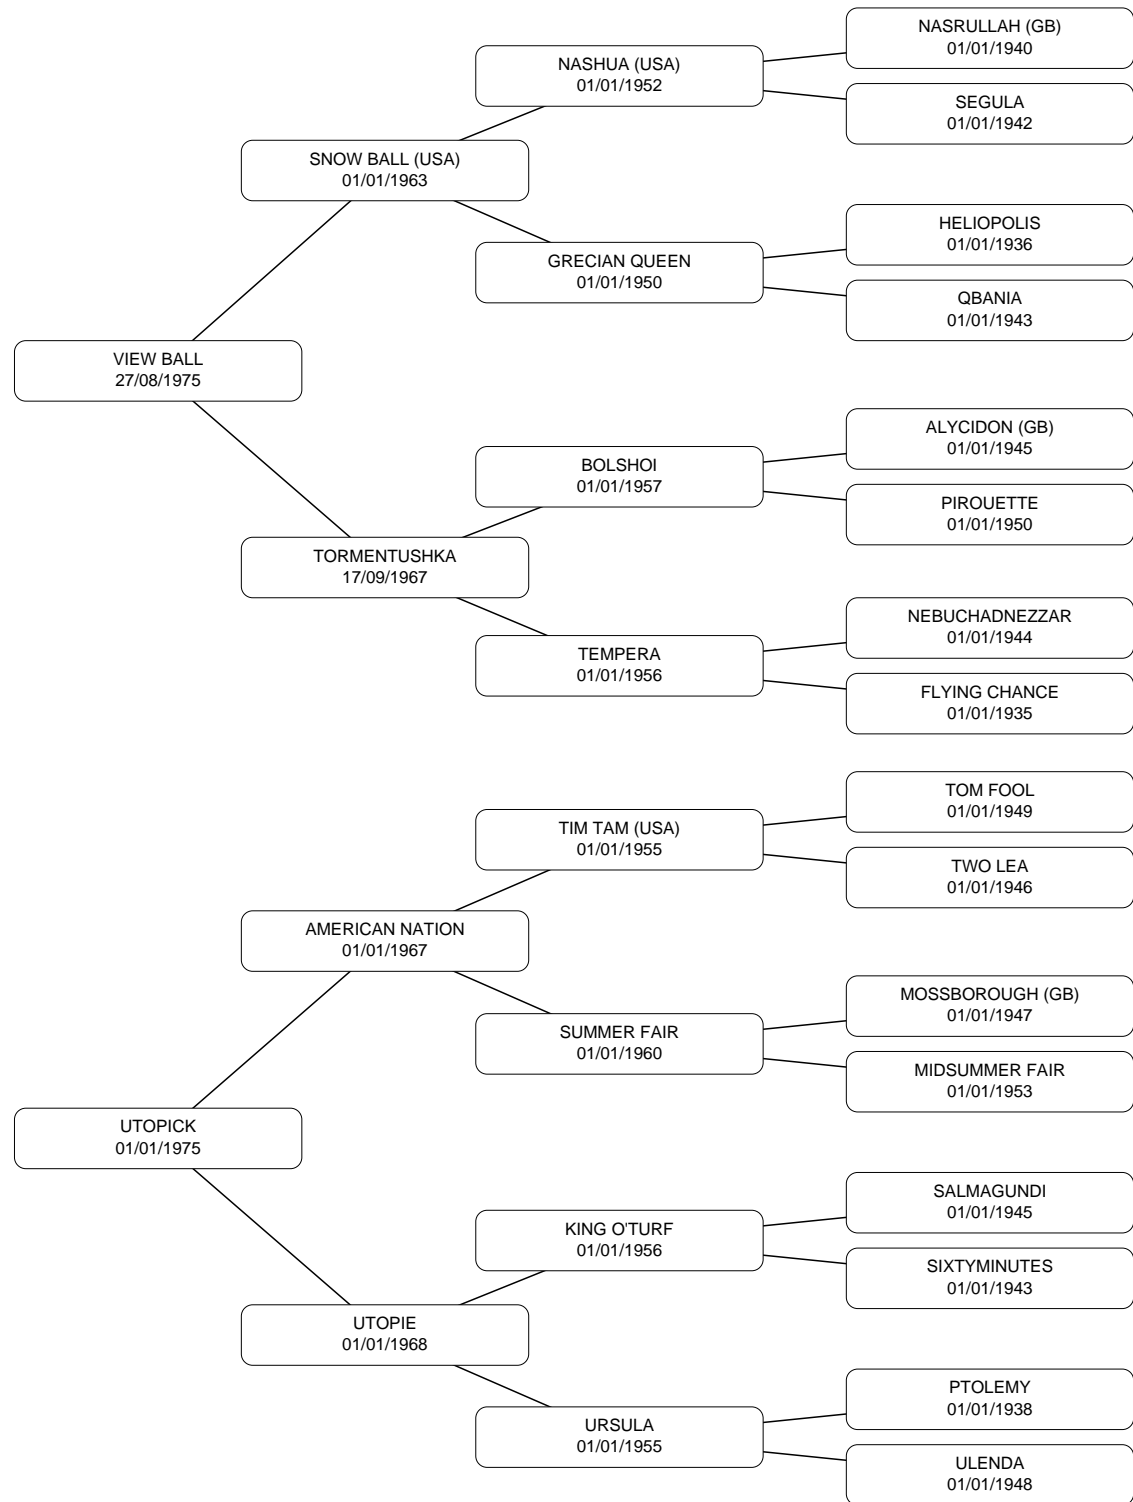 NASRULLAH (GB)
01/01/1940
NASHUA (USA)
01/01/1952
SEGULA
01/01/1942
SNOW BALL (USA)
01/01/1963
HELIOPOLIS
01/01/1936
GRECIAN QUEEN
01/01/1950
QBANIA
01/01/1943
VIEW BALL
27/08/1975
ALYCIDON (GB)
01/01/1945
BOLSHOI
01/01/1957
PIROUETTE
01/01/1950
TORMENTUSHKA
17/09/1967
NEBUCHADNEZZAR
01/01/1944
TEMPERA
01/01/1956
FLYING CHANCE
01/01/1935
TOM FOOL
01/01/1949
TIM TAM (USA)
01/01/1955
TWO LEA
01/01/1946
AMERICAN NATION
01/01/1967
MOSSBOROUGH (GB)
01/01/1947
SUMMER FAIR
01/01/1960
MIDSUMMER FAIR
01/01/1953
UTOPICK
01/01/1975
SALMAGUNDI
01/01/1945
KING O'TURF
01/01/1956
SIXTYMINUTES
01/01/1943
UTOPIE
01/01/1968
PTOLEMY
01/01/1938
URSULA
01/01/1955
ULENDA
01/01/1948